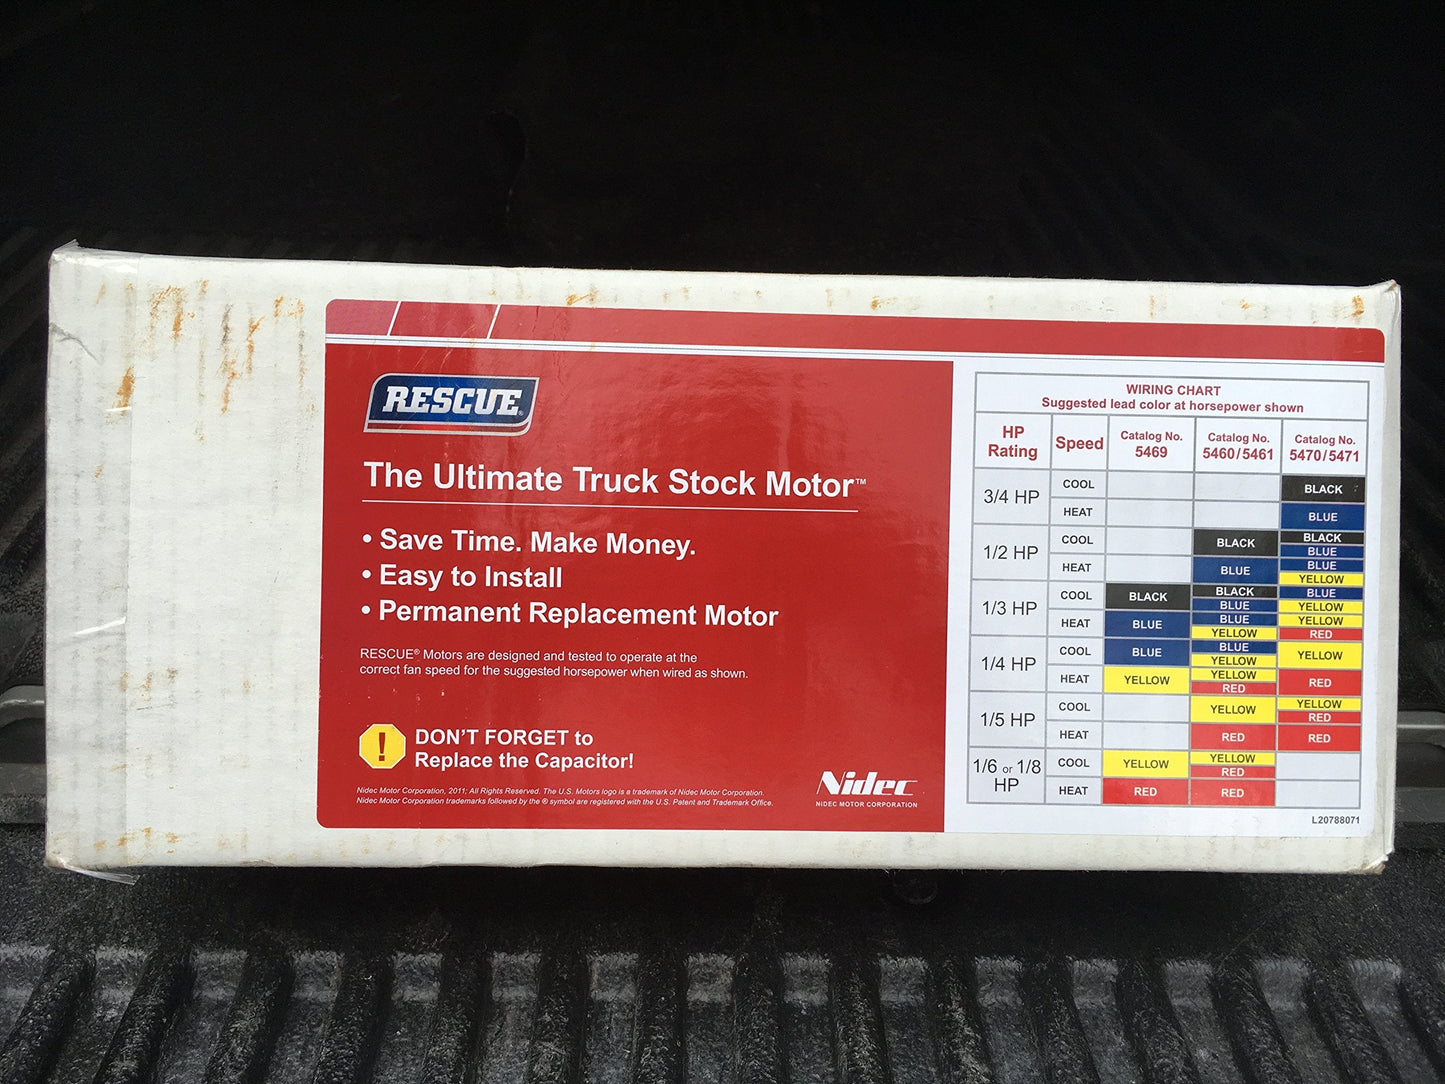 RESCUE®
The Ultimate Truck Stock Motor™
• Save Time. Make Money.
• Easy to Install
• Permanent Replacement Motor
RESCUE® Motors are designed and tested to operate at the
correct fan speed for the suggested horsepower when wired as shown.
!
DON'T FORGET to
Replace the Capacitor!
Nidec Motor Corporation, 2011; All Rights Reserved. The U.S. Motors logo is a trademark of Nidec Motor Corporation.
Nidec Motor Corporation trademarks followed by the ® symbol are registered with the U.S. Patent and Trademark Office.
Nidec
NIDEC MOTOR CORPORATION
WIRING CHART
Suggested lead color at horsepower shown
HP Rating Speed Catalog No. 5469 Catalog No. 5460/5461 Catalog No. 5470/5471
3/4 HP COOL BLACK
HEAT BLUE
1/2 HP COOL BLACK BLACK BLUE
HEAT BLUE BLUE YELLOW
1/3 HP COOL BLACK BLACK BLUE BLUE YELLOW
HEAT BLUE BLUE YELLOW YELLOW RED
1/4 HP COOL BLUE BLUE YELLOW YELLOW
HEAT YELLOW YELLOW RED RED
1/5 HP COOL YELLOW YELLOW RED
HEAT RED RED
1/6 or 1/8 HP COOL YELLOW YELLOW RED
HEAT RED RED
L20788071